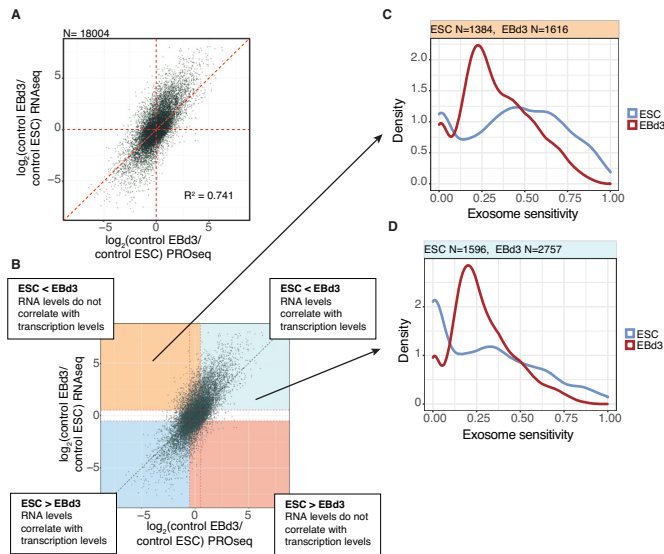 A
N= 18004
log2(control EBd3/
control ESC) RNAseq
5
0
−5
R² = 0.741
−5
0
5
log2(control EBd3/
control ESC) PROseq
B
ESC < EBd3
RNA levels do not
correlate with
transcription levels
ESC < EBd3
RNA levels
correlate with
transcription levels
log2(control EBd3/
control ESC) RNAseq
5
0
−5
ESC > EBd3
RNA levels
correlate with
transcription levels
ESC > EBd3
RNA levels do not
correlate with
transcription levels
−5
0
5
log2(control EBd3/
control ESC) PROseq
C
ESC N=1384, EBd3 N=1616
Density
2.0
1.5
1.0
0.5
0.0
0.00
0.25
0.50
0.75
1.00
Exosome sensitivity
ESC
EBd3
D
ESC N=1596, EBd3 N=2757
Density
2
1
0
0.00
0.25
0.50
0.75
1.00
Exosome sensitivity
ESC
EBd3